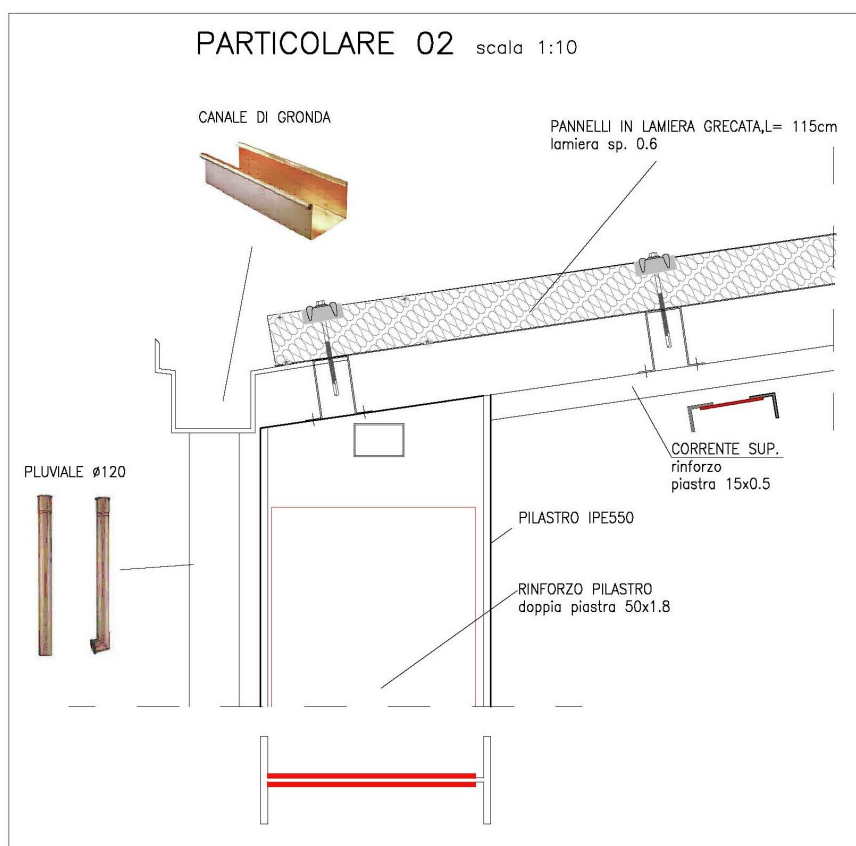 PARTICOLARE 02 scala 1:10
CANALE DI GRONDA
PANNELLI IN LAMIERA GRECATA,L= 115cm
lamiera sp. 0.6
CORRENTE SUP.
rinforzo
piastra 15x0.5
PLUVIALE ø120
PILASTRO IPE550
RINFORZO PILASTRO
doppia piastra 50x1.8